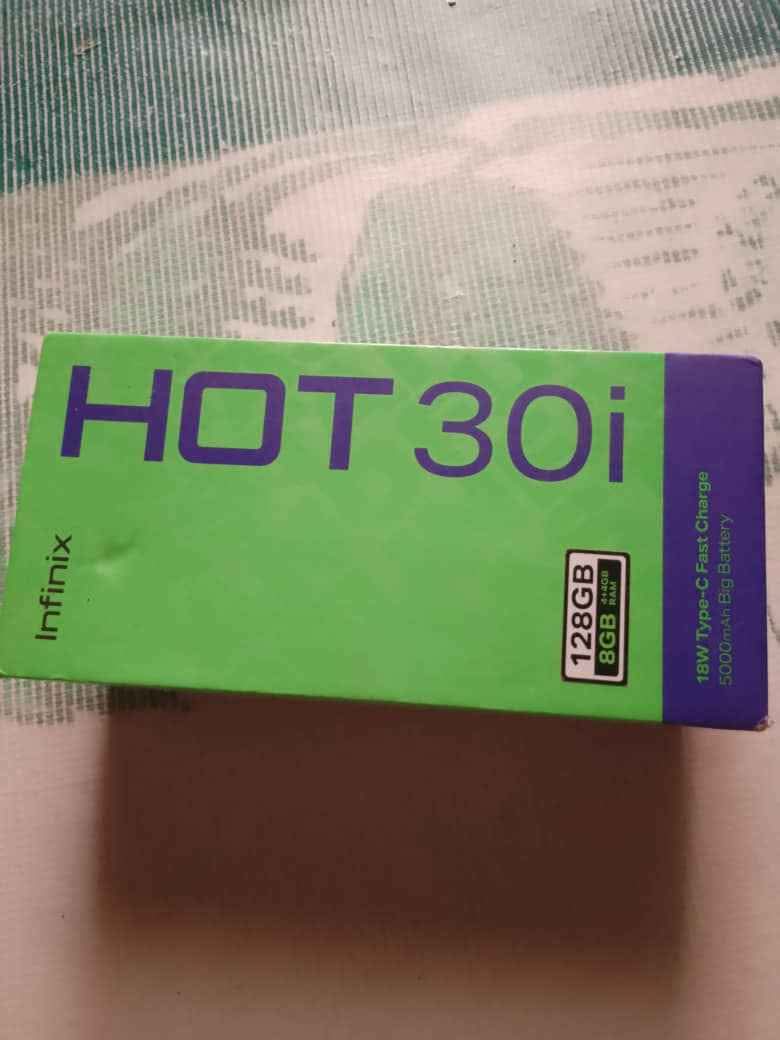 HOT 30i
Infinix
128GB
8GB 4+4GB RAM
18W Type-C Fast Charge
5000mAh Big Battery